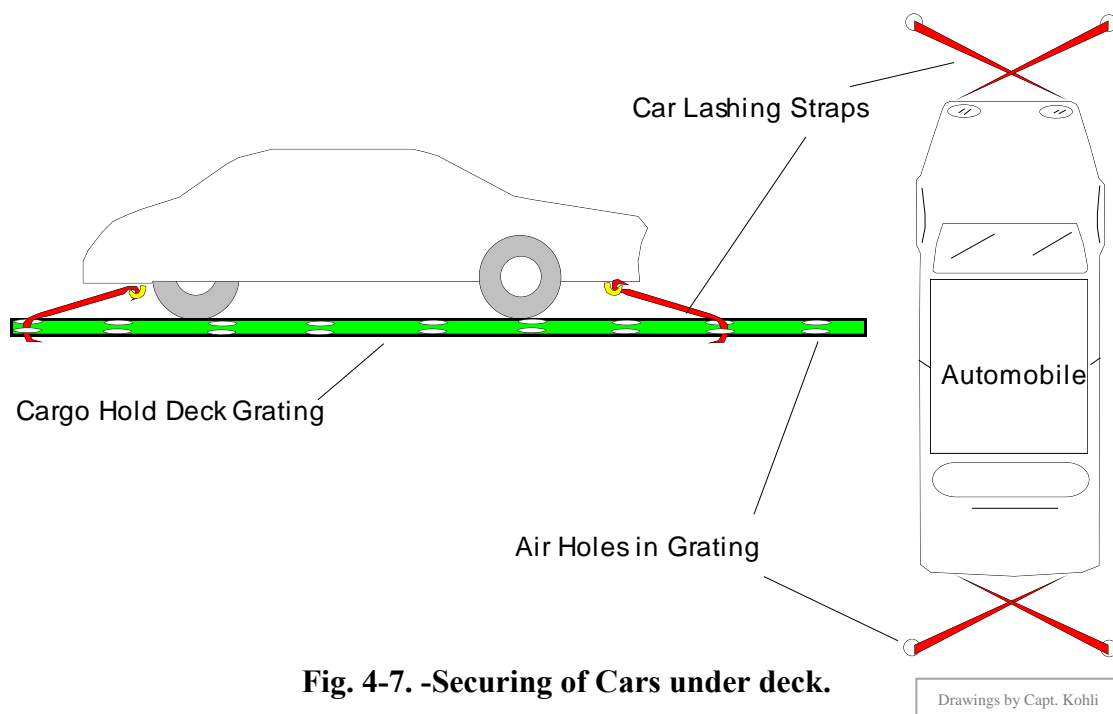 Car Lashing Straps
Automobile
Cargo Hold Deck Grating
Air Holes in Grating
Fig. 4-7. -Securing of Cars under deck.
Drawings by Capt. Kohli